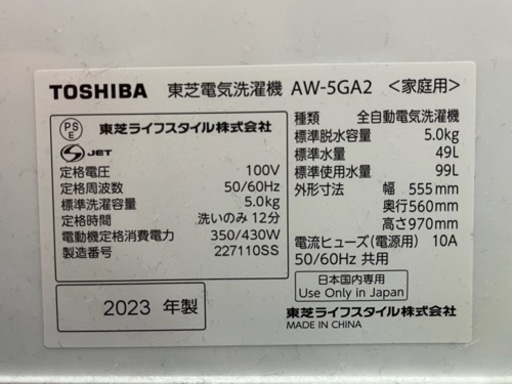 TOSHIBA 東芝電気洗濯機 AW-5GA2 <家庭用>
PS
E
東芝ライフスタイル株式会社
JET
定格電圧 100V
定格周波数 50/60Hz
標準洗濯容量 5.0kg
定格時間 洗いのみ 12分
電動機定格消費電力 350/430W
製造番号 227110SS
2023 年製
種類 全自動電気洗濯機
標準脱水容量 5.0kg
標準水量 49L
標準使用水量 99L
外形寸法 幅 555mm
奥行560mm
高さ970mm
電流ヒューズ(電源用) 10A
50/60Hz 共用
日本国内専用
Use Only in Japan
東芝ライフスタイル株式会社
MADE IN CHINA